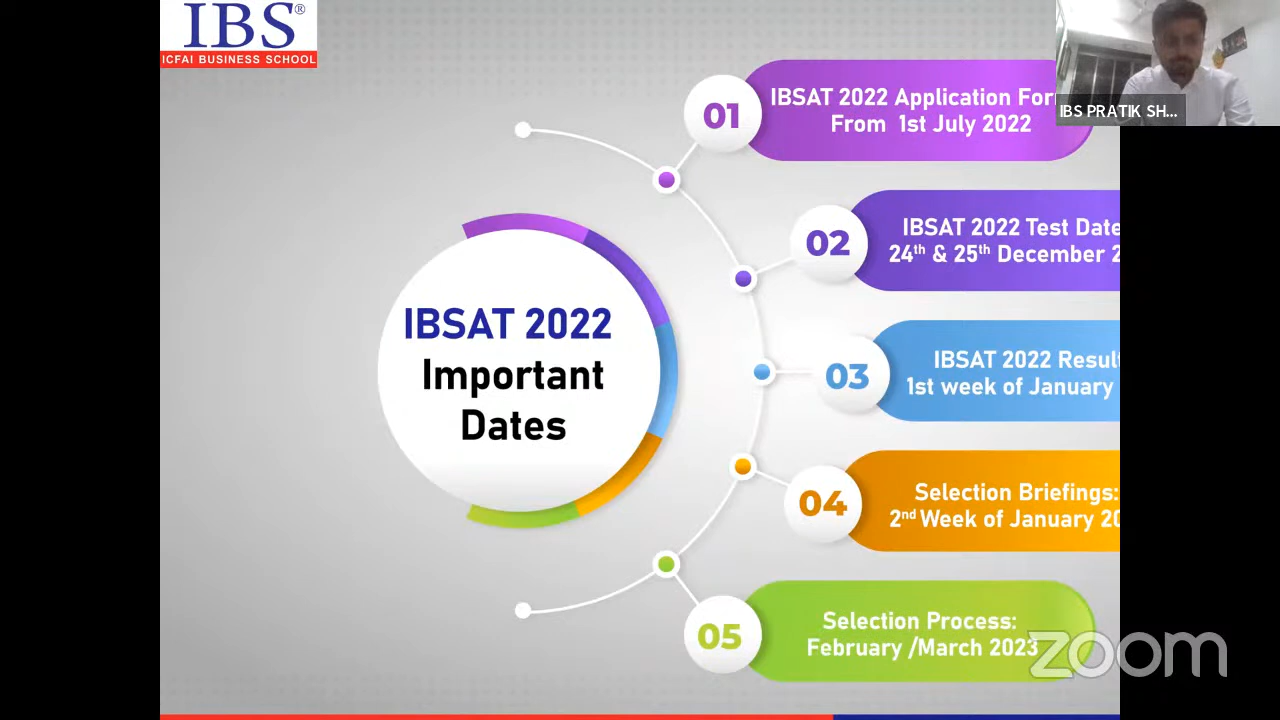 IBS®
ICFAI BUSINESS SCHOOL
IBS PRATIK SH...
01
IBSAT 2022 Application For
From 1st July 2022
02
IBSAT 2022 Test Date
24th & 25th December 2
IBSAT 2022
Important
Dates
03
IBSAT 2022 Result
1st week of January
04
Selection Briefings:
2nd Week of January 20
05
Selection Process:
February /March 2023
zoom